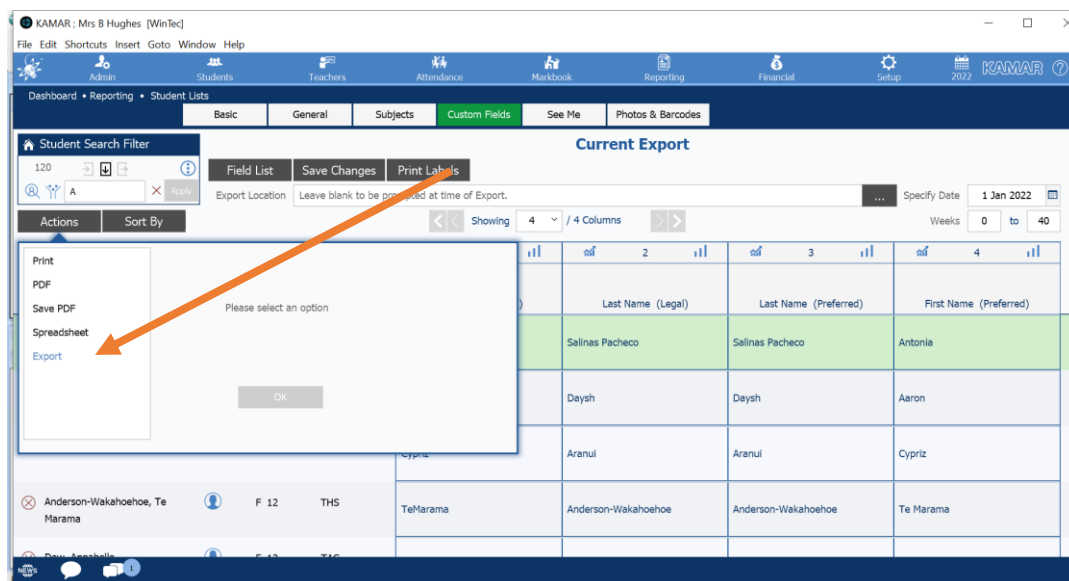 KAMAR ; Mrs B Hughes [WinTec]
File Edit Shortcuts Insert Goto Window Help
Admin Students Teachers Attendance Markbook Reporting Financial Setup 2022 KAMAR ?
Dashboard • Reporting • Student Lists
Basic General Subjects Custom Fields See Me Photos & Barcodes
Student Search Filter
Current Export
120
Field List Save Changes Print Labels
A Apply
Export Location Leave blank to be prompted at time of Export. ... Specify Date 1 Jan 2022
Actions Sort By
Showing 4 / 4 Columns
Weeks 0 to 40
2 3 4
Print
PDF
Save PDF
Spreadsheet
Export
Please select an option
OK
Last Name (Legal) Last Name (Preferred) First Name (Preferred)
Salinas Pacheco Salinas Pacheco Antonia
Daysh Daysh Aaron
Cypriz Aranui Aranui Cypriz
Anderson-Wakahoehoe, Te Marama F 12 THS TeMarama Anderson-Wakahoehoe Anderson-Wakahoehoe Te Marama
NEWS 1